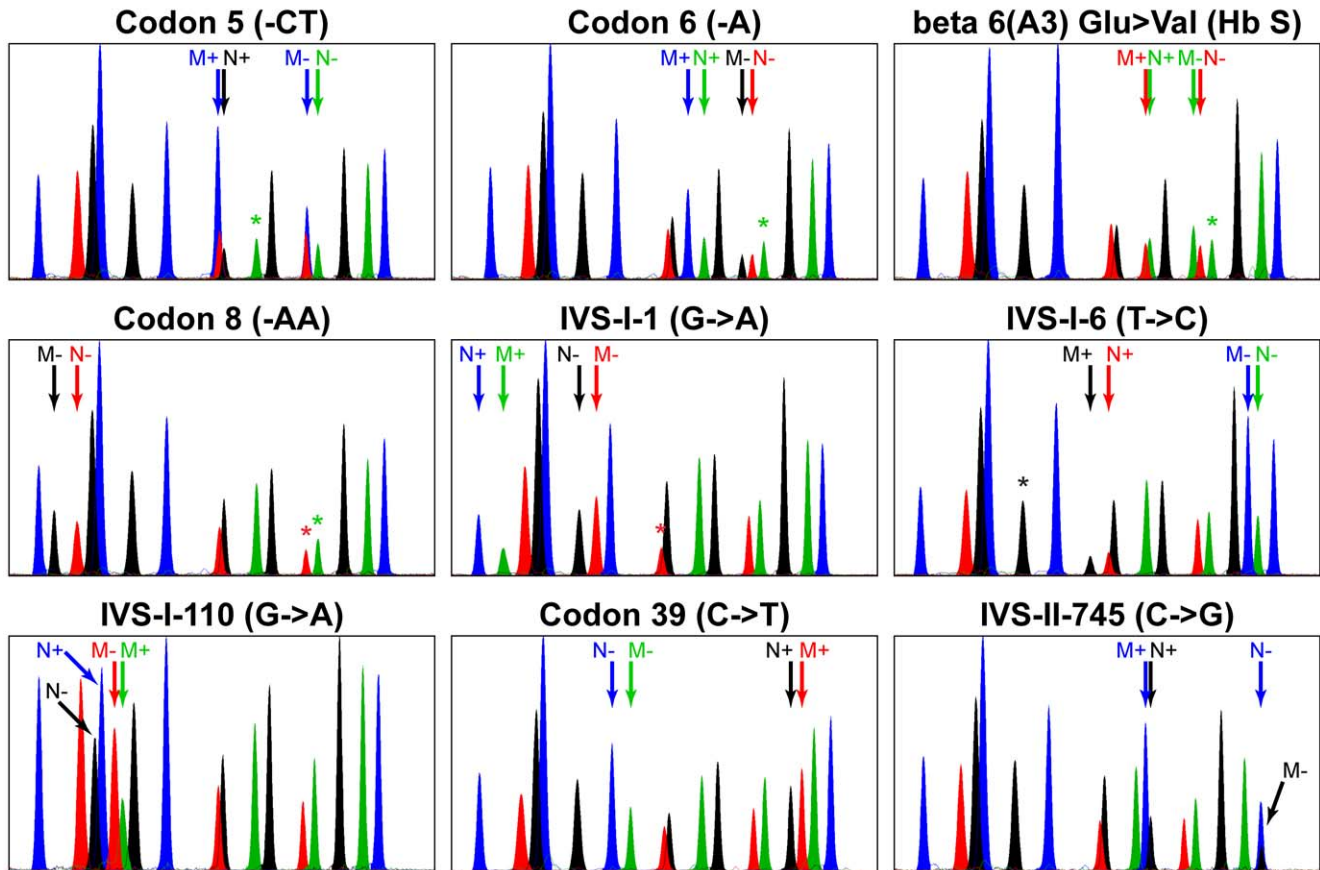 Codon 5 (-CT)
M+ N+ M- N-
*
Codon 6 (-A)
M+ N+ M- N-
*
beta 6(A3) Glu>Val (Hb S)
M+ N+ M- N-
*
Codon 8 (-AA)
M- N-
* *
IVS-I-1 (G->A)
N+ M+ N- M-
*
IVS-I-6 (T->C)
M+ N+ M- N-
*
IVS-I-110 (G->A)
N+ M- M+
N-
Codon 39 (C->T)
N- M- N+ M+
IVS-II-745 (C->G)
M+ N+ N-
M-